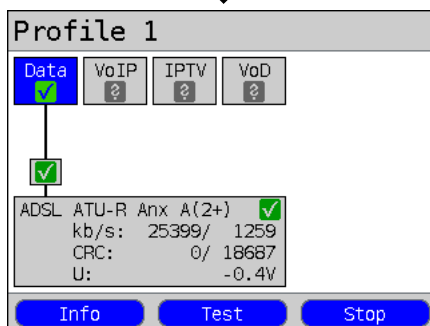 Profile 1
Data VoIP IPTV VoD
? ? ?
ADSL ATU-R Anx A(2+)
kb/s: 25399/ 1259
CRC: 0/ 18687
U: -0.4V
Info Test Stop